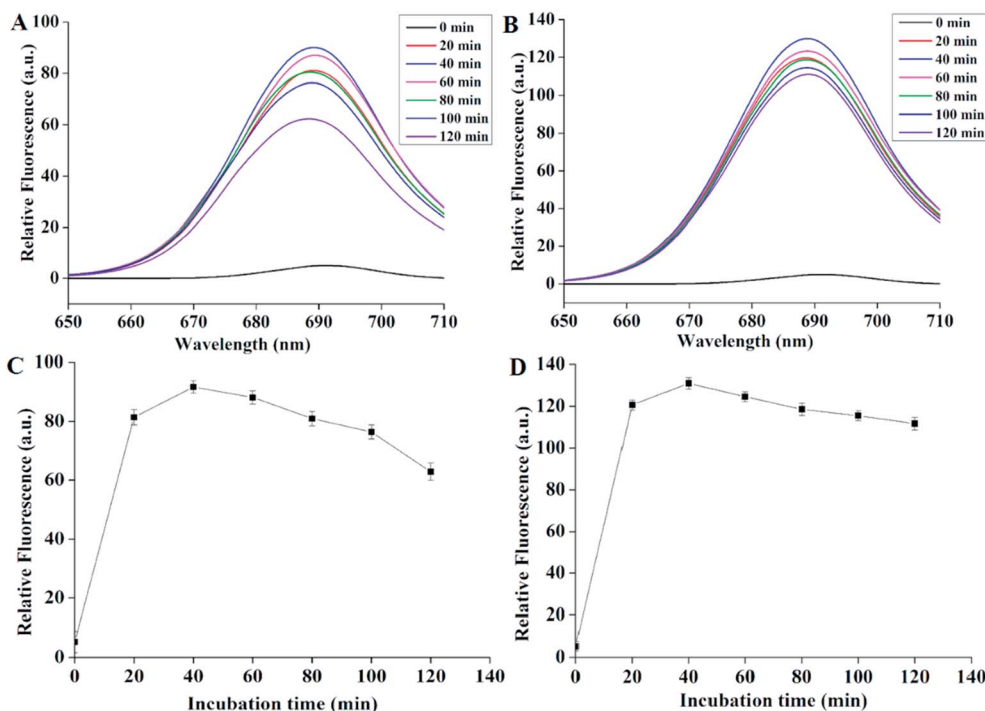 A
Relative Fluorescence (a.u.)
100
80
60
40
20
0
0 min
20 min
40 min
60 min
80 min
100 min
120 min
650 660 670 680 690 700 710
Wavelength (nm)
B
Relative Fluorescence (a.u.)
140
120
100
80
60
40
20
0
0 min
20 min
40 min
60 min
80 min
100 min
120 min
650 660 670 680 690 700 710
Wavelength (nm)
C
Relative Fluorescence (a.u.)
100
80
60
40
20
0
0 20 40 60 80 100 120 140
Incubation time (min)
D
Relative Fluorescence (a.u.)
140
120
100
80
60
40
20
0
0 20 40 60 80 100 120 140
Incubation time (min)